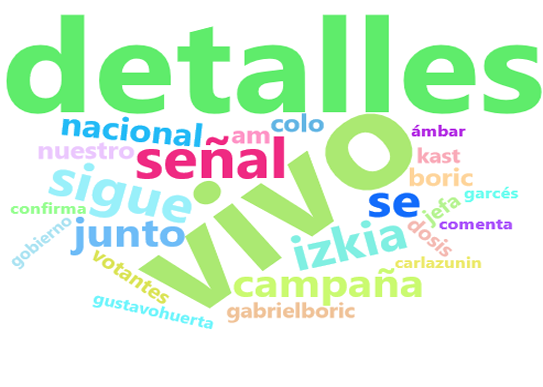 detalles
nacional
am
colo
ámbar
nuestro
señal
vivo
kast
sigue
boric
se
garcés
confirma
junto
izkia
jefa
dosis
comenta
gobierno
votantes
campaña
carlazunin
gustavohuerta
gabrielboric